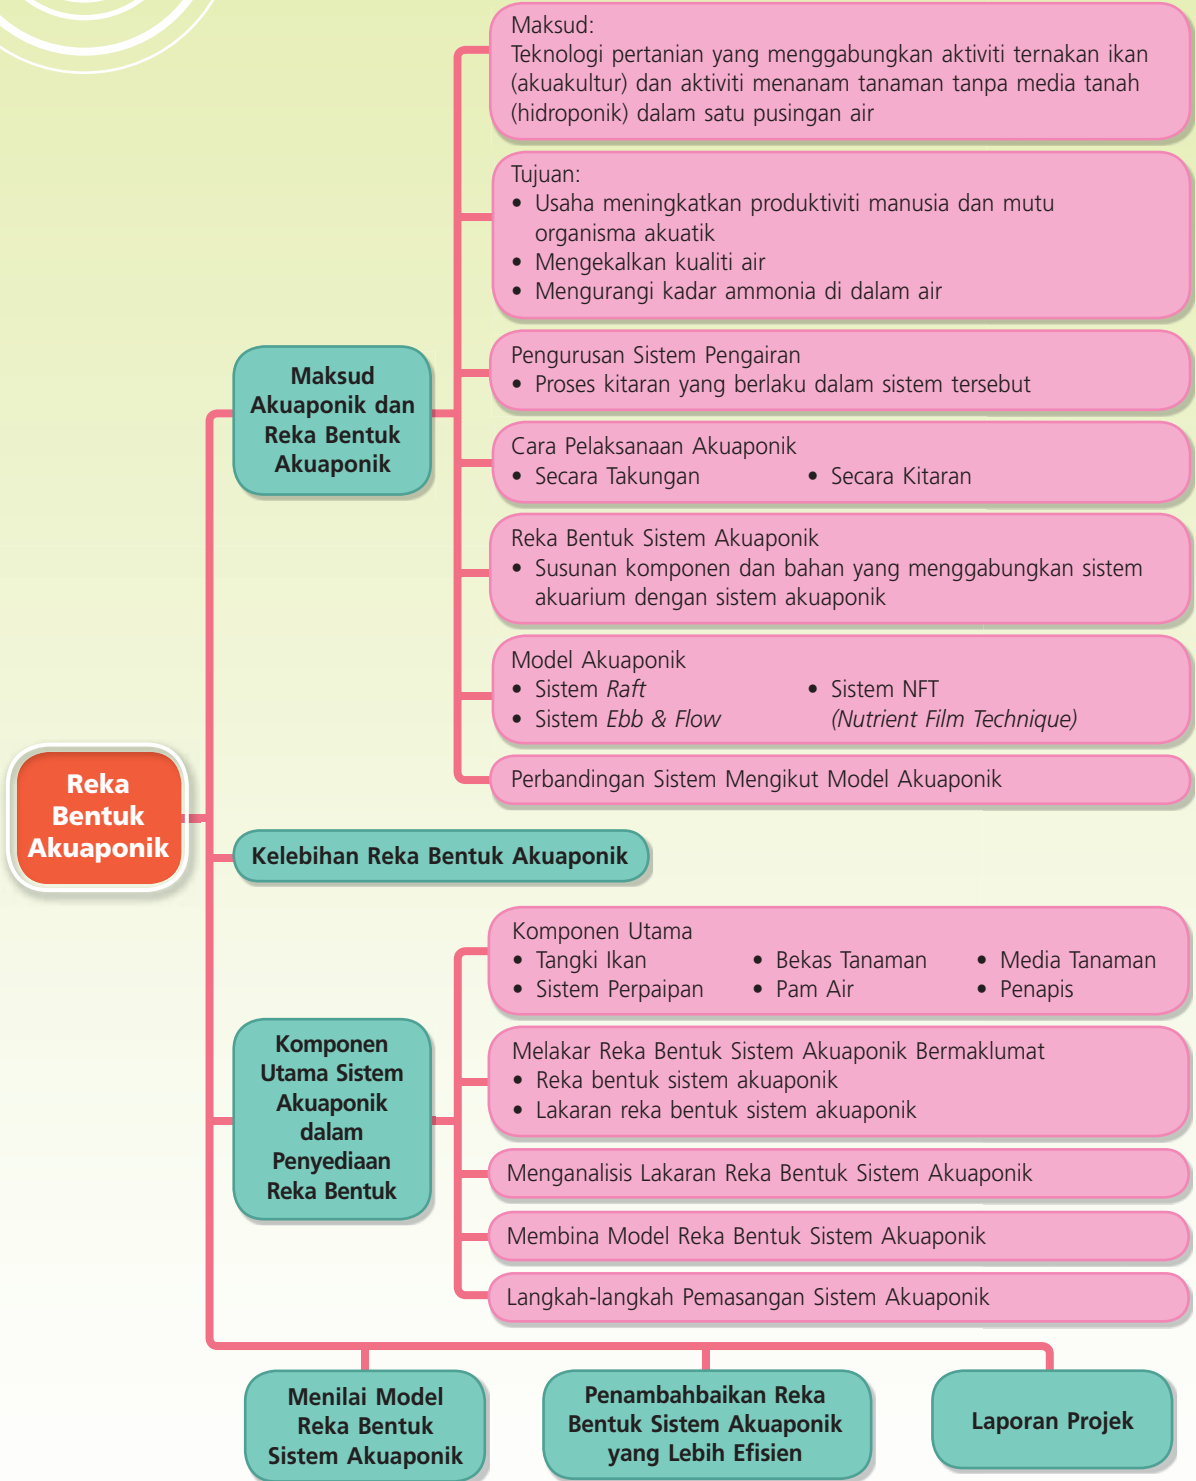 Maksud:
Teknologi pertanian yang menggabungkan aktiviti ternakan ikan
(akuakultur) dan aktiviti menanam tanaman tanpa media tanah
(hidroponik) dalam satu pusingan air
Tujuan:
• Usaha meningkatkan produktiviti manusia dan mutu
organisma akuatik
• Mengekalkan kualiti air
• Mengurangi kadar ammonia di dalam air
Maksud
Akuaponik dan
Reka Bentuk
Akuaponik
Pengurusan Sistem Pengairan
• Proses kitaran yang berlaku dalam sistem tersebut
Cara Pelaksanaan Akuaponik
• Secara Takungan • Secara Kitaran
Reka Bentuk Sistem Akuaponik
• Susunan komponen dan bahan yang menggabungkan sistem
akuarium dengan sistem akuaponik
Model Akuaponik
• Sistem Raft • Sistem NFT
• Sistem Ebb & Flow (Nutrient Film Technique)
Perbandingan Sistem Mengikut Model Akuaponik
Reka
Bentuk
Akuaponik
Kelebihan Reka Bentuk Akuaponik
Komponen Utama
• Tangki Ikan • Bekas Tanaman • Media Tanaman
• Sistem Perpaipan • Pam Air • Penapis
Komponen
Utama Sistem
Akuaponik
dalam
Penyediaan
Reka Bentuk
Melakar Reka Bentuk Sistem Akuaponik Bermaklumat
• Reka bentuk sistem akuaponik
• Lakaran reka bentuk sistem akuaponik
Menganalisis Lakaran Reka Bentuk Sistem Akuaponik
Membina Model Reka Bentuk Sistem Akuaponik
Langkah-langkah Pemasangan Sistem Akuaponik
Menilai Model
Reka Bentuk
Sistem Akuaponik
Penambahbaikan Reka
Bentuk Sistem Akuaponik
yang Lebih Efisien
Laporan Projek